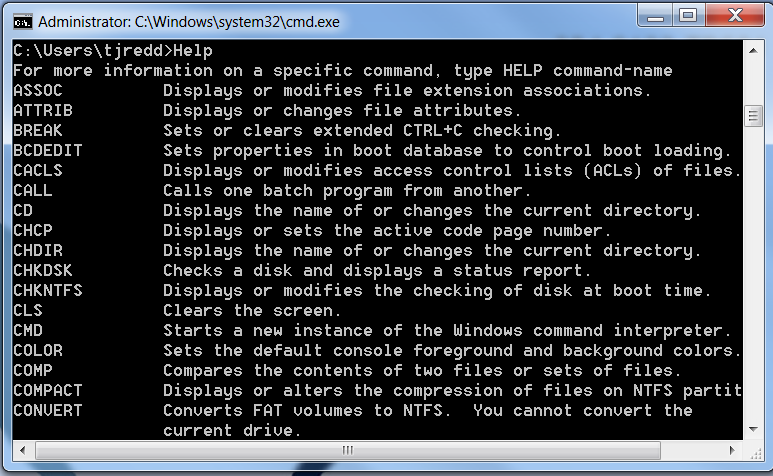 Administrator: C:\Windows\system32\cmd.exe
C:\Users\tjredd>Help
For more information on a specific command, type HELP command-name
ASSOC          Displays or modifies file extension associations.
ATTRIB         Displays or changes file attributes.
BREAK          Sets or clears extended CTRL+C checking.
BCDEDIT        Sets properties in boot database to control boot loading.
CACLS          Displays or modifies access control lists (ACLs) of files.
CALL           Calls one batch program from another.
CD             Displays the name of or changes the current directory.
CHCP           Displays or sets the active code page number.
CHDIR          Displays the name of or changes the current directory.
CHKDSK         Checks a disk and displays a status report.
CHKNTFS        Displays or modifies the checking of disk at boot time.
CLS            Clears the screen.
CMD            Starts a new instance of the Windows command interpreter.
COLOR          Sets the default console foreground and background colors.
COMP           Compares the contents of two files or sets of files.
COMPACT        Displays or alters the compression of files on NTFS partit
CONVERT        Converts FAT volumes to NTFS.  You cannot convert the
               current drive.